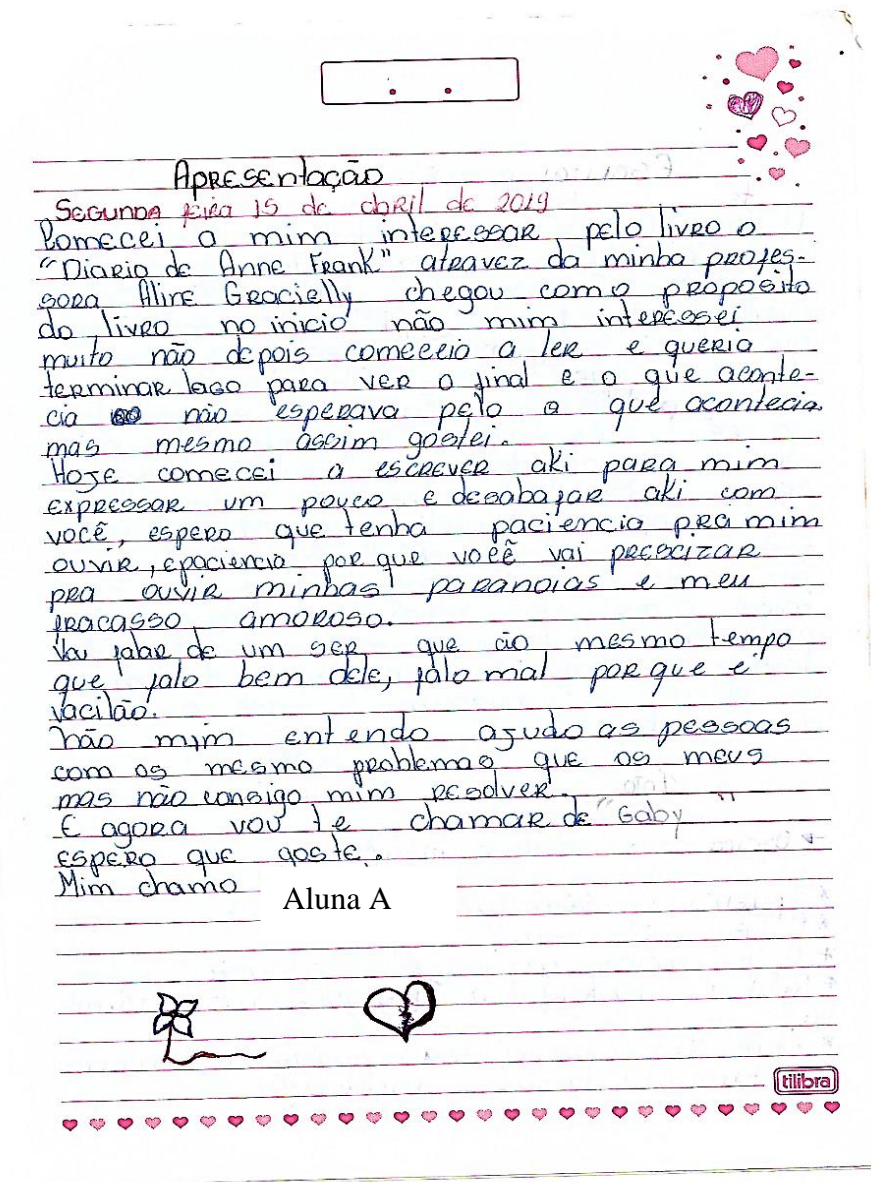 Apresentação
Segunda feira 15 de abril de 2019
Comecei a mim interessar pelo livro o
"Diario de Anne Frank" atravez da minha profes-
sora Aline Gracielly chegou com o proposito
do livro no inicio não mim interessei
muito não depois comeceio a ler e queria
terminar logo para ver o final e o que aconte-
cia não esperava pelo o que acontecia
mas mesmo assim gostei.
Hoje comecei a escrever aki para mim
expressar um pouco e desabafar aki com
você, espero que tenha paciencia pra mim
ouvir, epaciencia por que você vai prescizar
pra ouvir minhas paranoias e meu
fracasso amoroso.
Vou falar de um ser que ao mesmo tempo
que falo bem dele, falo mal por que e
vacilão.
não mim entendo ajudo as pessoas
com os mesmo problemas que os meus
mas não consigo mim resolver.
E agora vou te chamar de "Gaby"
espero que goste.
Mim chamo Aluna A
tilibra